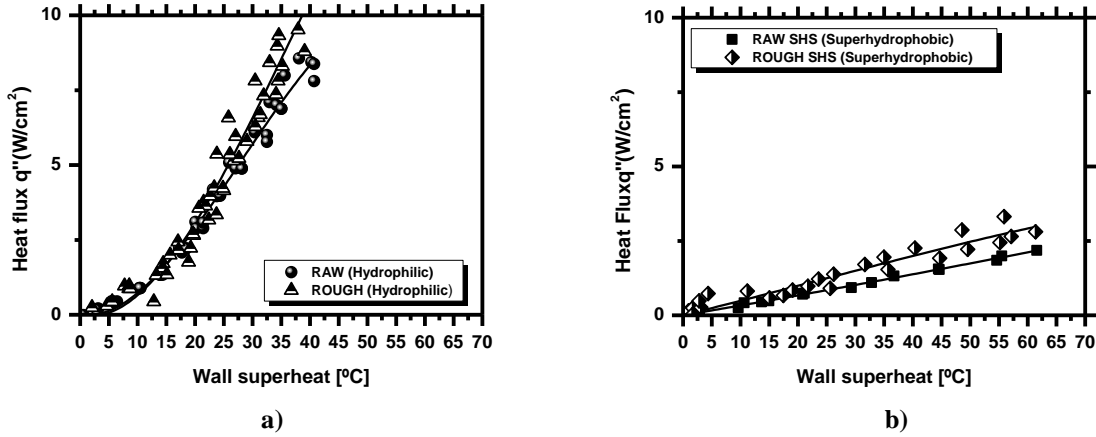 10
5
0
Heat flux q"(W/cm²)
RAW (Hydrophilic)
ROUGH (Hydrophilic)
0 5 10 15 20 25 30 35 40 45 50 55 60 65 70
Wall superheat [ºC]
a)
10
5
0
Heat Fluxq"(W/cm²)
RAW SHS (Superhydrophobic)
ROUGH SHS (Superhydrophobic)
0 5 10 15 20 25 30 35 40 45 50 55 60 65 70
Wall superheat [ºC]
b)